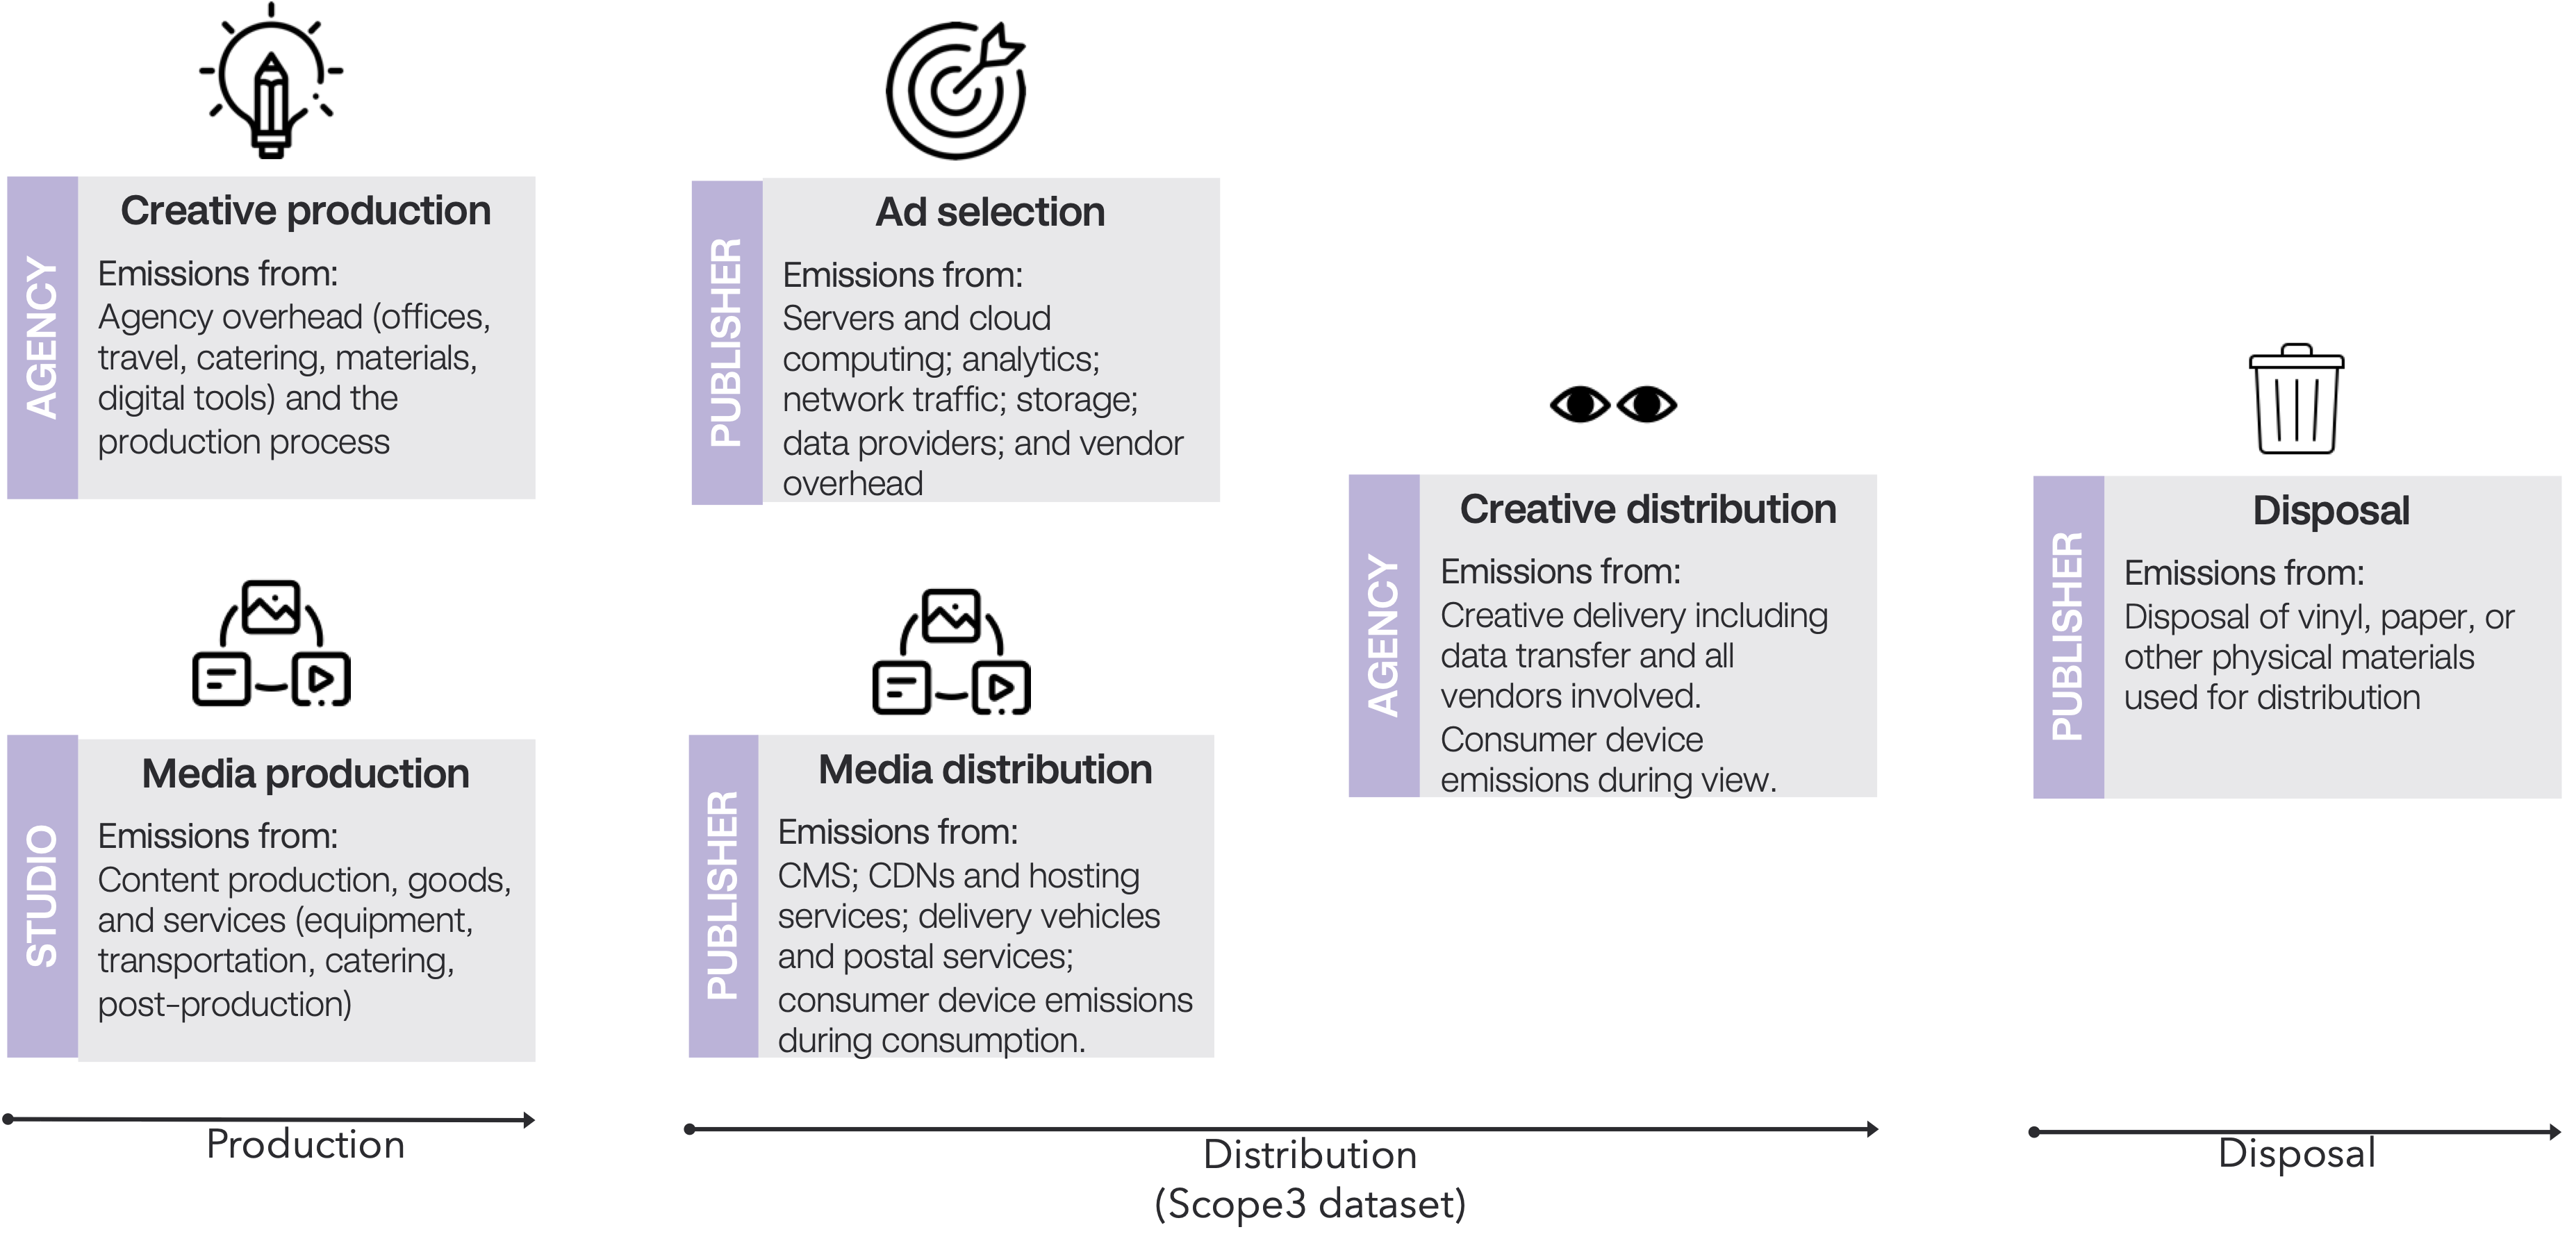 AGENCY
Creative production
Emissions from:
Agency overhead (offices,
travel, catering, materials,
digital tools) and the
production process
PUBLISHER
Ad selection
Emissions from:
Servers and cloud
computing; analytics;
network traffic; storage;
data providers; and vendor
overhead
STUDIO
Media production
Emissions from:
Content production, goods,
and services (equipment,
transportation, catering,
post-production)
PUBLISHER
Media distribution
Emissions from:
CMS; CDNs and hosting
services; delivery vehicles
and postal services;
consumer device emissions
during consumption.
AGENCY
Creative distribution
Emissions from:
Creative delivery including
data transfer and all
vendors involved.
Consumer device
emissions during view.
PUBLISHER
Disposal
Emissions from:
Disposal of vinyl, paper, or
other physical materials
used for distribution
Production
Distribution
(Scope3 dataset)
Disposal